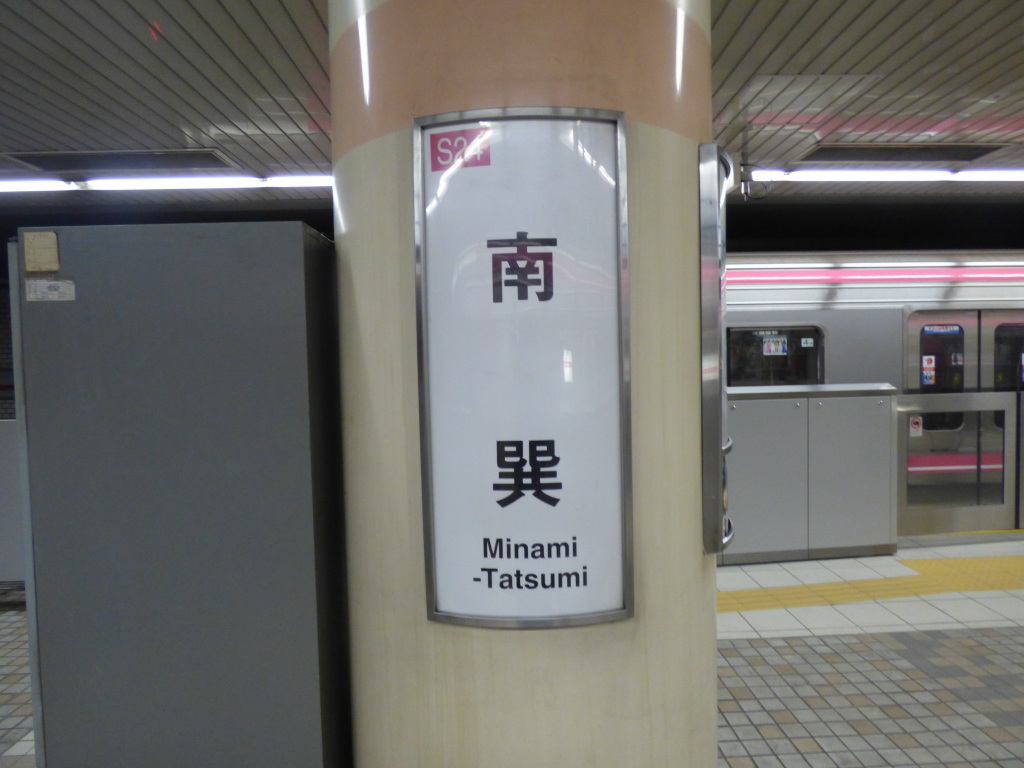 S24
南巽
Minami
-Tatsumi